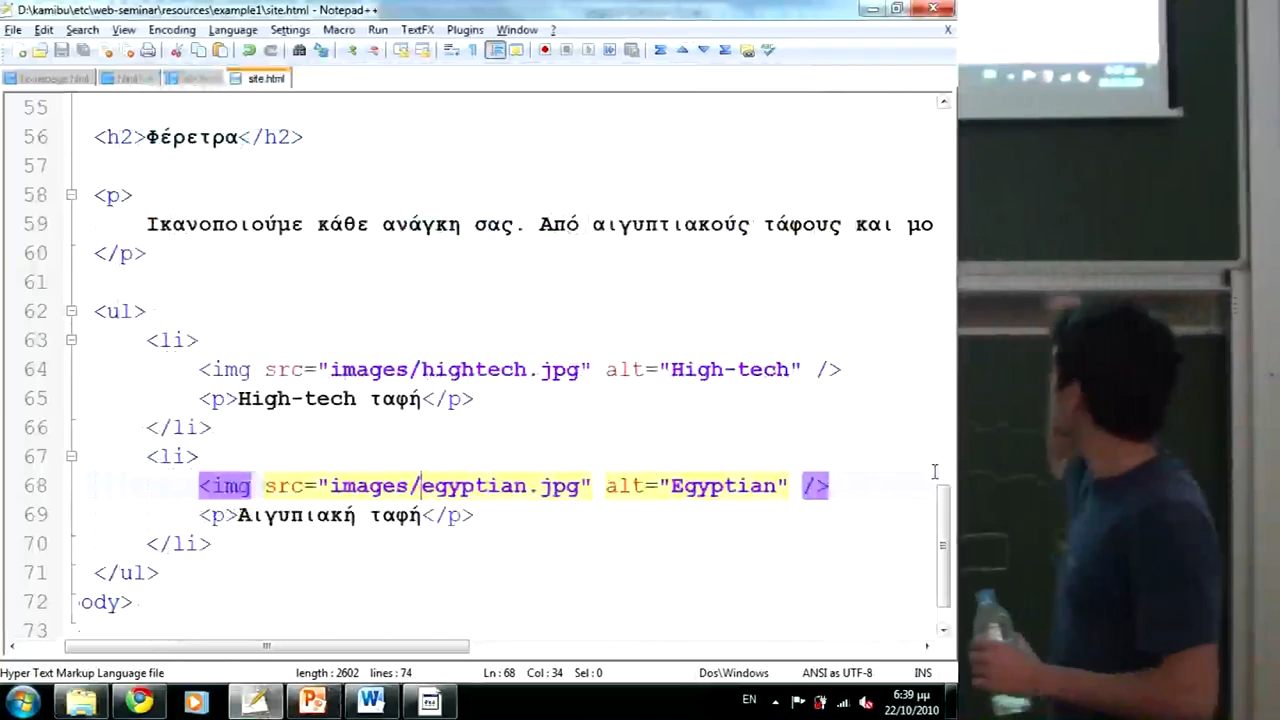 D:\kamibu\etc\web-seminar\resources\example1\site.html - Notepad++
File Edit Search View Encoding Language Settings Macro Run TextFX Plugins Window ? X
homepage.html site.html
55
56 <h2>Φέρετρα</h2>
57
58 <p>
59 Ικανοποιούμε κάθε ανάγκη σας. Από αιγυπτιακούς τάφους και μο
60 </p>
61
62 <ul>
63 <li>
64 <img src="images/hightech.jpg" alt="High-tech" />
65 <p>High-tech ταφή</p>
66 </li>
67 <li>
68 <img src="images/egyptian.jpg" alt="Egyptian" />
69 <p>Αιγυπιακή ταφή</p>
70 </li>
71 </ul>
72 ody>
73
Hyper Text Markup Language file length : 2602 lines : 74 Ln : 68 Col : 34 Sel : 0 Dos\Windows ANSI as UTF-8 INS
EN 6:39 μμ
22/10/2010